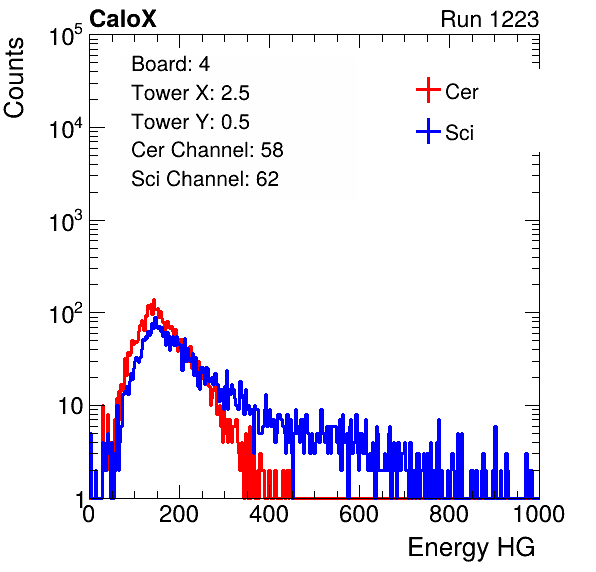 CaloX Run 1223
Counts
10^5
10^4
10^3
10^2
10
1
Board: 4
Tower X: 2.5
Tower Y: 0.5
Cer Channel: 58
Sci Channel: 62
Cer
Sci
0 200 400 600 800 1000
Energy HG